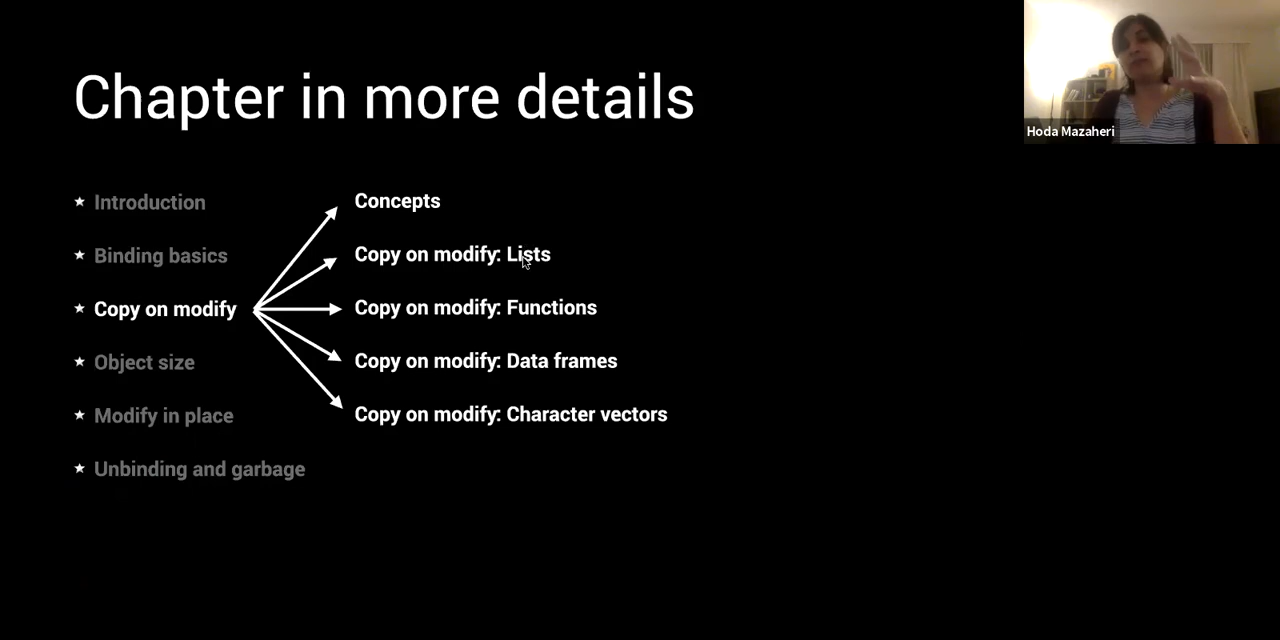 Chapter in more details
Hoda Mazaheri
Introduction
Binding basics
Copy on modify
Object size
Modify in place
Unbinding and garbage
Concepts
Copy on modify: Lists
Copy on modify: Functions
Copy on modify: Data frames
Copy on modify: Character vectors